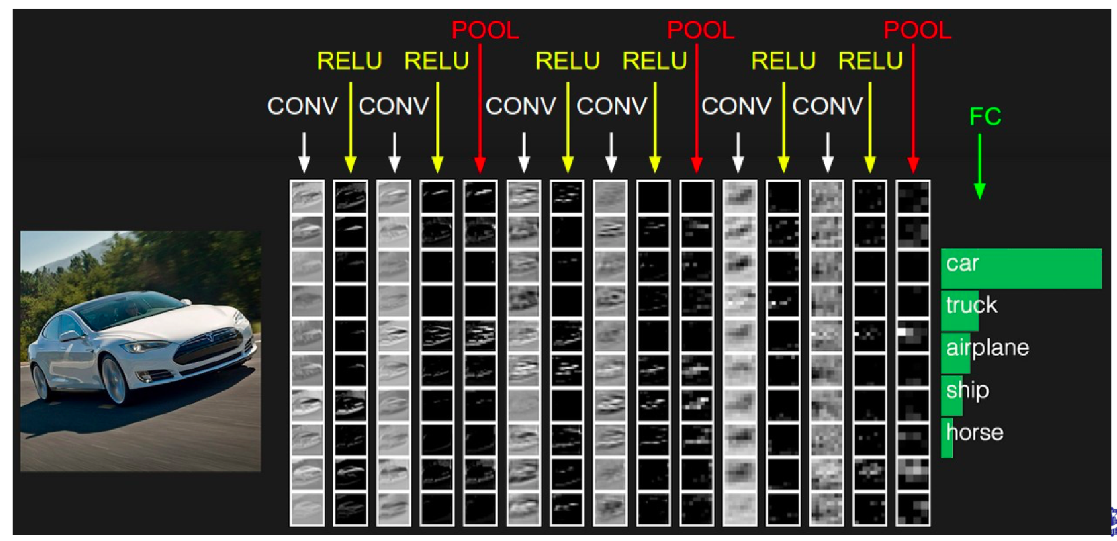 POOL POOL POOL
RELU RELU RELU RELU RELU RELU
CONV CONV CONV CONV CONV CONV
FC
car
truck
airplane
ship
horse